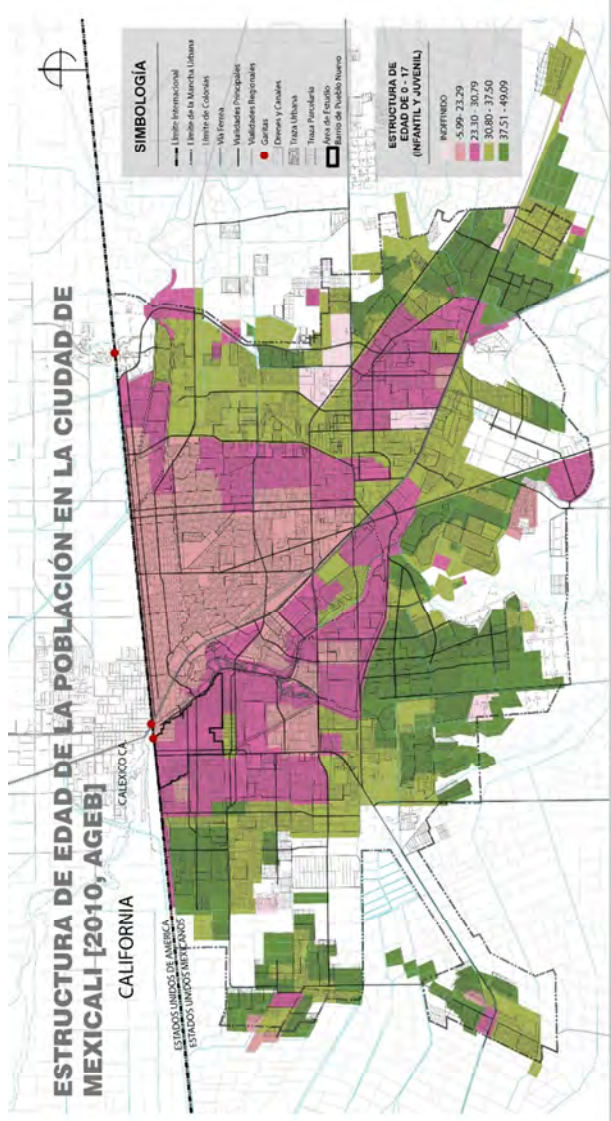 ESTRUCTURA DE EDAD DE LA POBLACIÓN EN LA CIUDAD DE
MEXICALI [2010, AGEB]
CALIFORNIA
CALEXICO CA.
ESTADOS UNIDOS DE AMERICA
ESTADOS UNIDOS MEXICANOS
SIMBOLOGÍA
Límite Internacional
Límite de la Mancha Urbana
Límite de Colonias
Vía Ferrea
Vialidades Principales
Vialidades Regionales
Garitas
Drenes y Canales
Traza Urbana
Traza Parcelaria
Área de Estudio
Barrio de Pueblo Nuevo
ESTRUCTURA DE
EDAD DE 0 - 17
(INFANTIL Y JUVENIL)
INDEFINIDO
-5.99 - 23.29
23.30 - 30.79
30.80 - 37.50
37.51 - 49.09